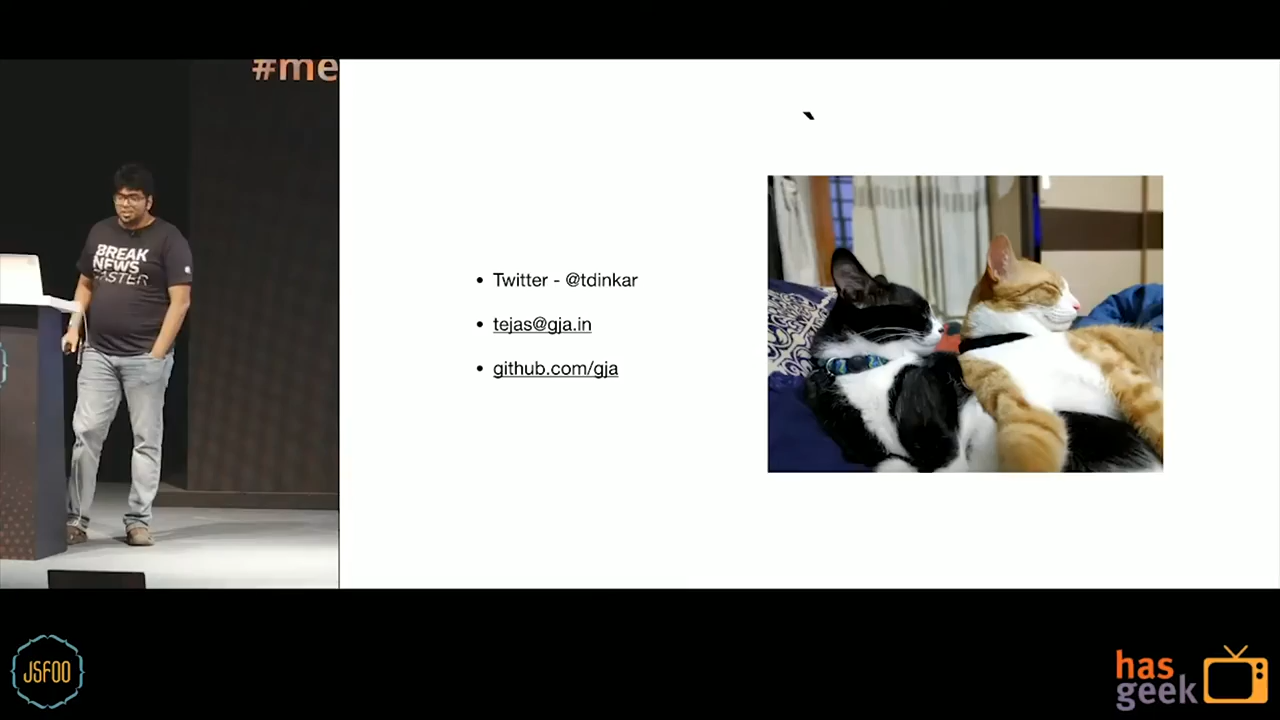 #me
`
BREAK
NEWS
FASTER
• Twitter - @tdinkar
• tejas@gja.in
• github.com/gja
JSFOO
has
geek